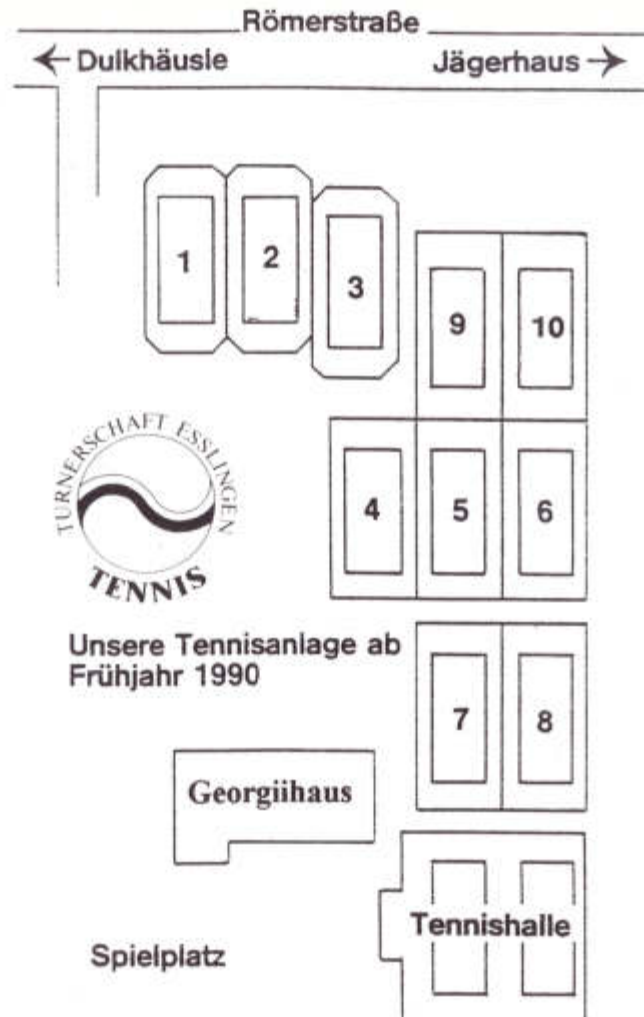 Römerstraße
← Dulkhäusle
Jägerhaus →
1
2
3
9
10
TURNERSCHAFT ESSLINGEN
TENNIS
4
5
6
Unsere Tennisanlage ab
Frühjahr 1990
7
8
Georgiihaus
Tennishalle
Spielplatz